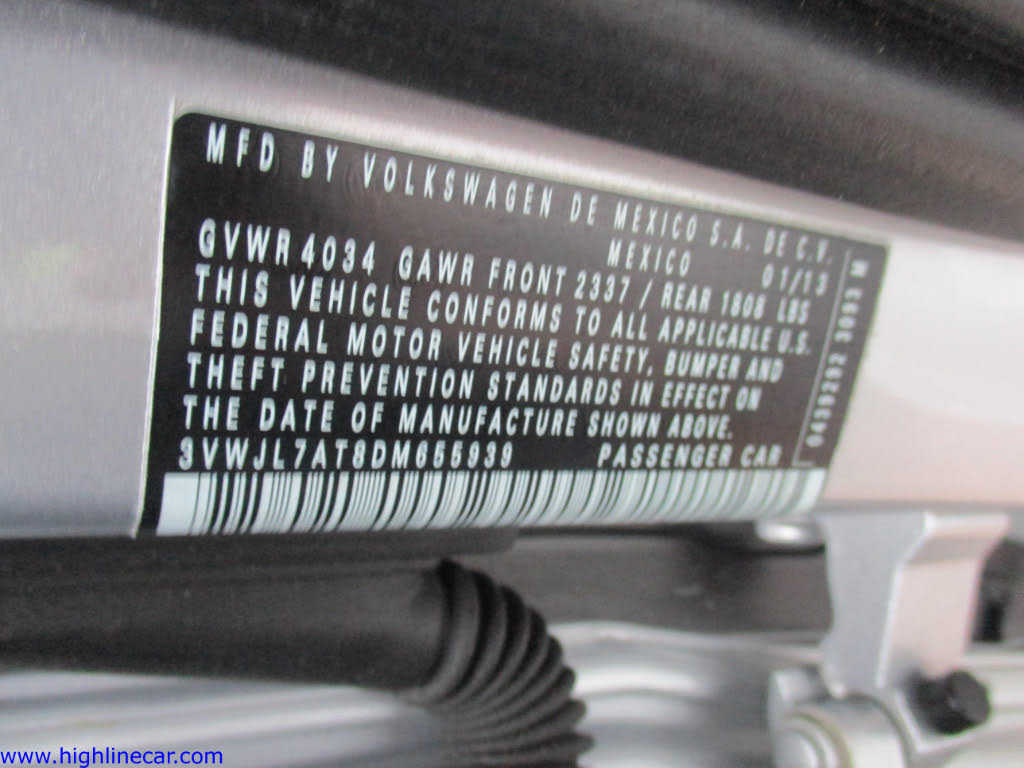 MFD BY VOLKSWAGEN DE MEXICO S.A. DE C.V.
MEXICO 01/13
GVWR 4034 GAWR FRONT 2337 / REAR 1808 LBS
THIS VEHICLE CONFORMS TO ALL APPLICABLE U.S.
FEDERAL MOTOR VEHICLE SAFETY, BUMPER AND
THEFT PREVENTION STANDARDS IN EFFECT ON
THE DATE OF MANUFACTURE SHOWN ABOVE.
3VWJL7AT8DM655939 PASSENGER CAR
0439292 3093 M
www.highlinecar.com